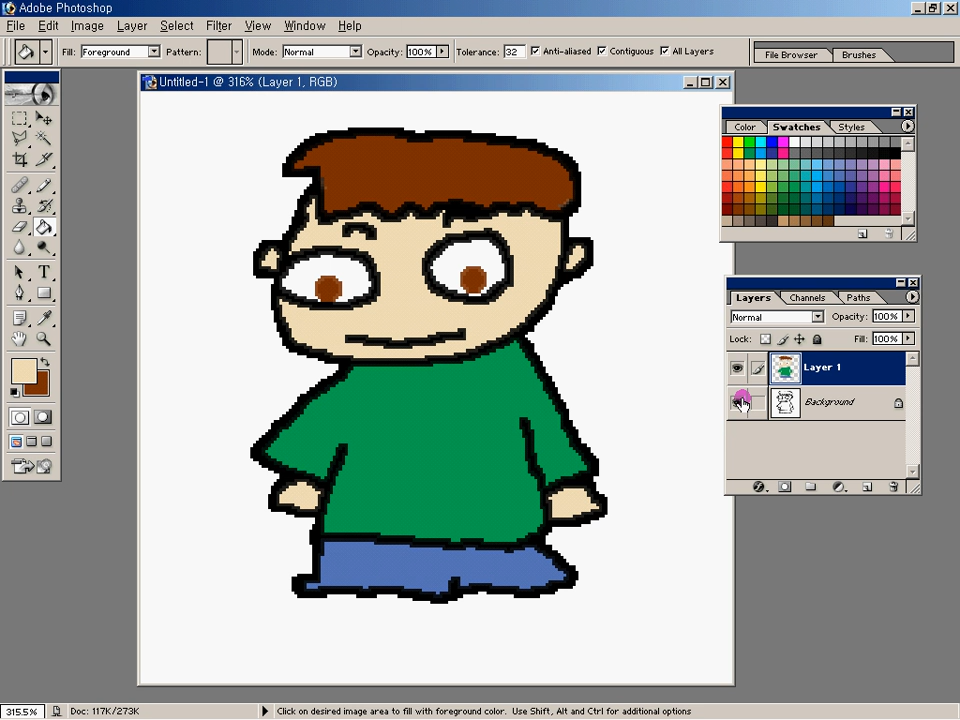 Adobe Photoshop
File Edit Image Layer Select Filter View Window Help
Fill: Foreground Pattern: Mode: Normal Opacity: 100% Tolerance: 32 Anti-aliased Contiguous All Layers File Browser Brushes
Untitled-1 @ 316% (Layer 1, RGB)
Color Swatches Styles
Layers Channels Paths
Normal Opacity: 100%
Lock: Fill: 100%
Layer 1
Background
315.5% Doc: 117K/273K Click on desired image area to fill with foreground color. Use Shift, Alt and Ctrl for additional options